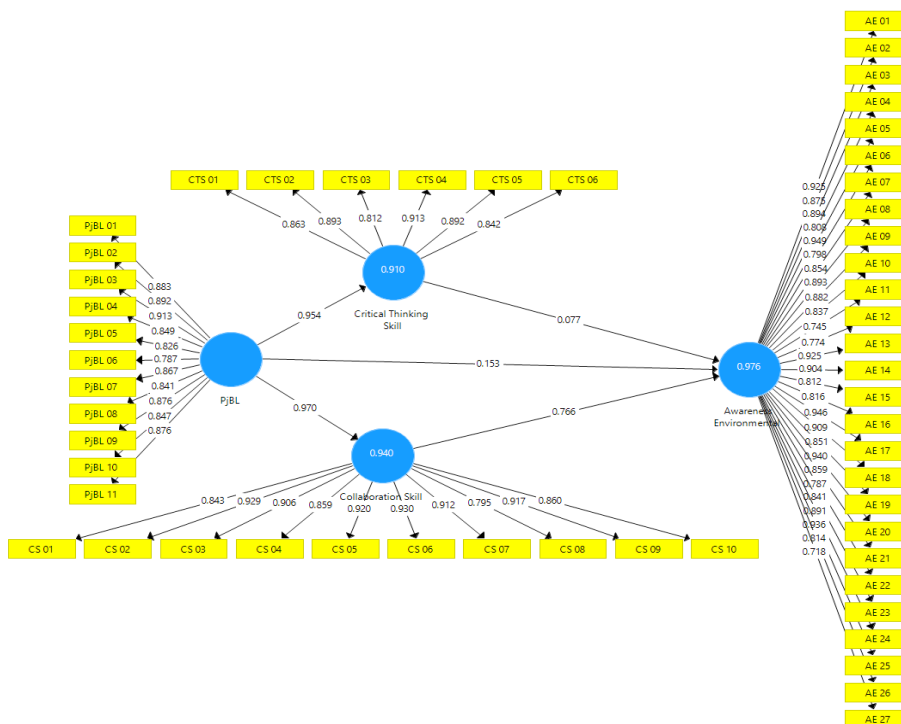 AE 01
AE 02
AE 03
AE 04
AE 05
AE 06
AE 07
AE 08
AE 09
AE 10
AE 11
AE 12
AE 13
AE 14
AE 15
AE 16
AE 17
AE 18
AE 19
AE 20
AE 21
AE 22
AE 23
AE 24
AE 25
AE 26
AE 27
0.925
0.875
0.894
0.808
0.949
0.798
0.854
0.893
0.882
0.837
0.745
0.774
0.925
0.904
0.812
0.816
0.946
0.909
0.851
0.940
0.859
0.787
0.841
0.891
0.936
0.814
0.718
CTS 01 CTS 02 CTS 03 CTS 04 CTS 05 CTS 06
0.863 0.893 0.812 0.913 0.892 0.842
0.910
Critical Thinking
Skill
PjBL 01
PjBL 02
PjBL 03
PjBL 04
PjBL 05
PjBL 06
PjBL 07
PjBL 08
PjBL 09
PjBL 10
PjBL 11
0.883
0.892
0.913
0.849
0.826
0.787
0.867
0.841
0.876
0.847
0.876
PjBL
0.954
0.077
0.153
0.970
0.766
0.976
Awareness
Environmental
0.940
Collaboration Skill
0.843 0.929 0.906 0.859 0.920 0.930 0.912 0.795 0.917 0.860
CS 01 CS 02 CS 03 CS 04 CS 05 CS 06 CS 07 CS 08 CS 09 CS 10